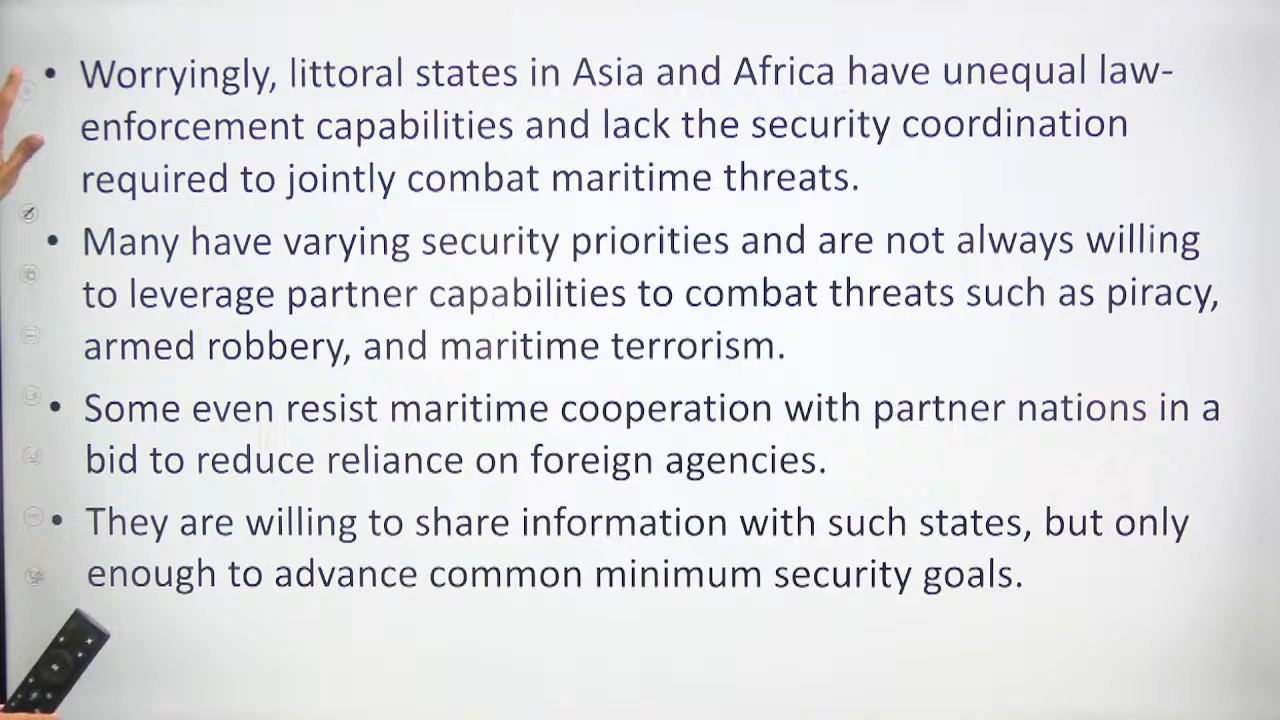 • Worryingly, littoral states in Asia and Africa have unequal law-
enforcement capabilities and lack the security coordination
required to jointly combat maritime threats.
• Many have varying security priorities and are not always willing
to leverage partner capabilities to combat threats such as piracy,
armed robbery, and maritime terrorism.
• Some even resist maritime cooperation with partner nations in a
bid to reduce reliance on foreign agencies.
• They are willing to share information with such states, but only
enough to advance common minimum security goals.